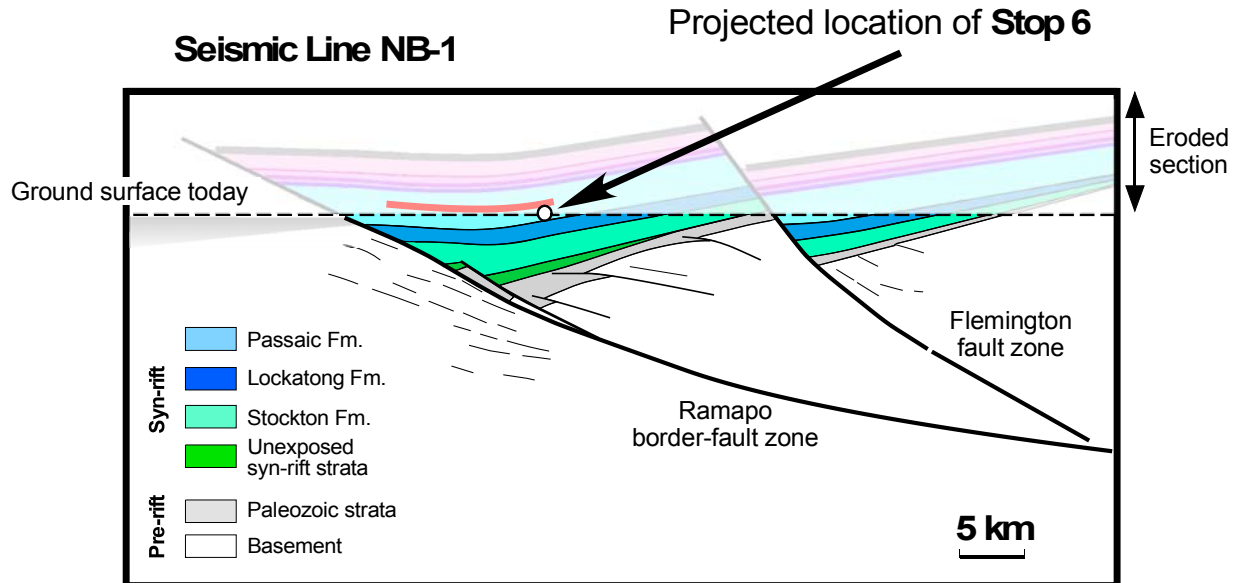 Projected location of Stop 6
Seismic Line NB-1
Eroded
section
Ground surface today
Flemington
fault zone
Ramapo
border-fault zone
Syn-rift
Passaic Fm.
Lockatong Fm.
Stockton Fm.
Unexposed
syn-rift strata
Pre-rift
Paleozoic strata
Basement
5 km